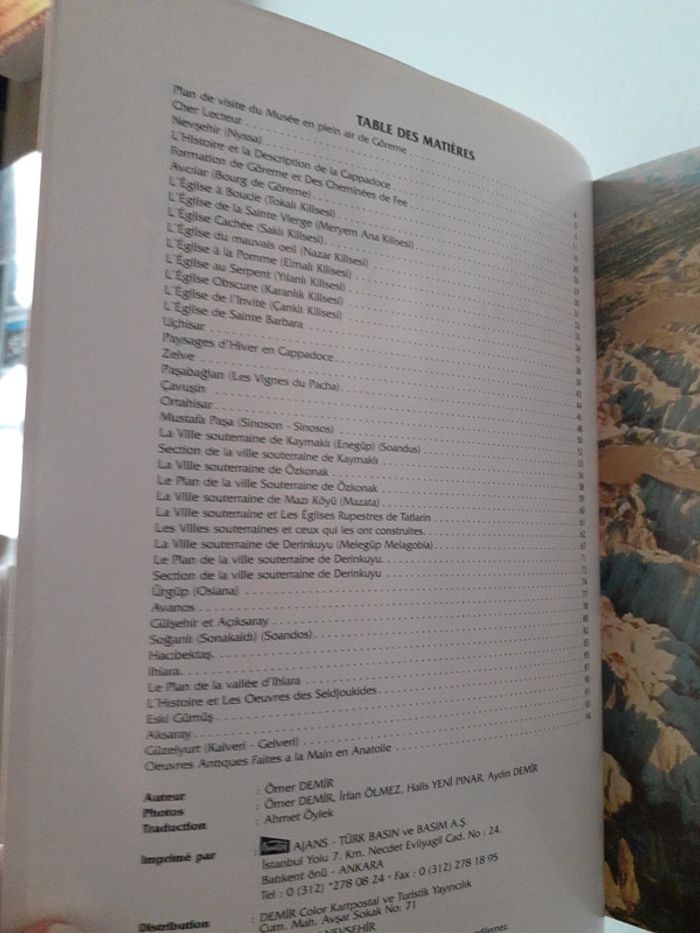 TABLE DES MATIÈRES
Plan de visite du Musée en plein air de Göreme
Cher Lecteur
Nevşehir (Nyssa)
L'Histoire et la Description de la Cappadoce
Formation de Göreme et Des Cheminées de Fee
Avcılar (Bourg de Göreme)
L'Église à Boucle (Tokalı Kilisesi)
L'Église de la Sainte Vierge (Meryem Ana Kilisesi)
L'Église Cachée (Saklı Kilisesi)
L'Église du mauvais oeil (Nazar Kilisesi)
L'Église à la Pomme (Elmalı Kilisesi)
L'Église au Serpent (Yılanlı Kilisesi)
L'Église Obscure (Karanlık Kilisesi)
L'Église de l'Invité (Çarıklı Kilisesi)
L'Église de Sainte Barbara
Uçhisar
Paysages d'Hiver en Cappadoce
Zelve
Paşabağları (Les Vignes du Pacha)
Çavuşin
Ortahisar
Mustafa Paşa (Sinoson - Sinosos)
La Ville souterraine de Kaymaklı (Enegüp) (Soandus)
Section de la ville souterraine de Kaymaklı
La Ville souterraine de Özkonak
Le Plan de la ville Souterraine de Özkonak
La Ville souterraine de Mazı Köyü (Mazata)
La Ville souterraine et Les Églises Rupestres de Tatlarin
Les Villes souterraines et ceux qui les ont construites.
La Ville souterraine de Derinkuyu (Melegüp Melagobia)
Le Plan de la ville souterraine de Derinkuyu.
Section de la ville souterraine de Derinkuyu
Ürgüp (Osiana)
Avanos
Gülşehir et Açıksaray
Soğanlı (Sonakaldı) (Soandos)
Hacıbektaş.
Ihlara.
Le Plan de la vallée d'Ihlara
L'Histoire et Les Oeuvres des Seldjoukides
Eski Gümüş
Aksaray
Güzelyurt (Kalveri - Gelveri)
Oeuvres Antiques Faites a la Main en Anatolie
Auteur : Ömer DEMİR
Photos : Ömer DEMİR, İrfan ÖLMEZ, Halis YENİ PINAR, Aydın DEMİR
Traduction : Ahmet Öylek
Imprimé par : AJANS - TÜRK BASIN ve BASIM A.Ş.
İstanbul Yolu 7. Km. Necdet Evliyagil Cad. No : 24,
Batıkent önü - ANKARA
Tel : 0 (312) 278 08 24 • Fax : 0 (312) 278 18 95
Distribution : DEMİR Color Kartpostal ve Turistik Yayıncılık
Cum. Mah. Avşar Sokak No: 71
NEVŞEHİR